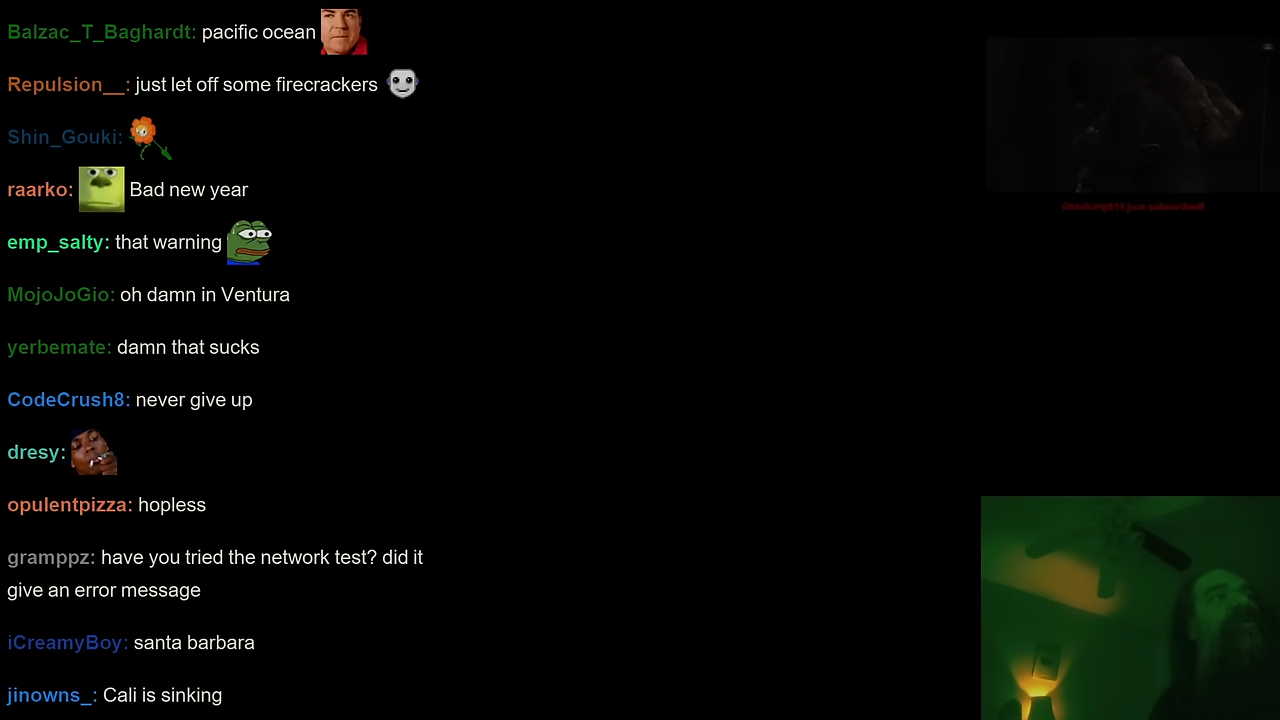 Balzac_T_Baghardt: pacific ocean
Repulsion__: just let off some firecrackers
Shin_Gouki:
raarko: Bad new year
emp_salty: that warning
MojoJoGio: oh damn in Ventura
yerbemate: damn that sucks
CodeCrush8: never give up
dresy:
opulentpizza: hopless
gramppz: have you tried the network test? did it
give an error message
iCreamyBoy: santa barbara
jinowns_: Cali is sinking
just subscribed!